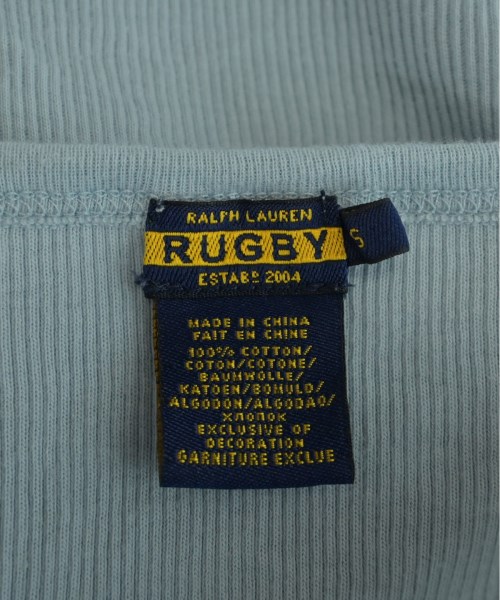 RALPH LAUREN
RUGBY
ESTABD 2004
S
MADE IN CHINA
FAIT EN CHINE
100% COTTON/
COTON/COTONE/
BAUMWOLLE/
KATOEN/BOMULD/
ALGODON/ALGODAO/
ХЛОПОК
EXCLUSIVE OF
DECORATION
GARNITURE EXCLUE